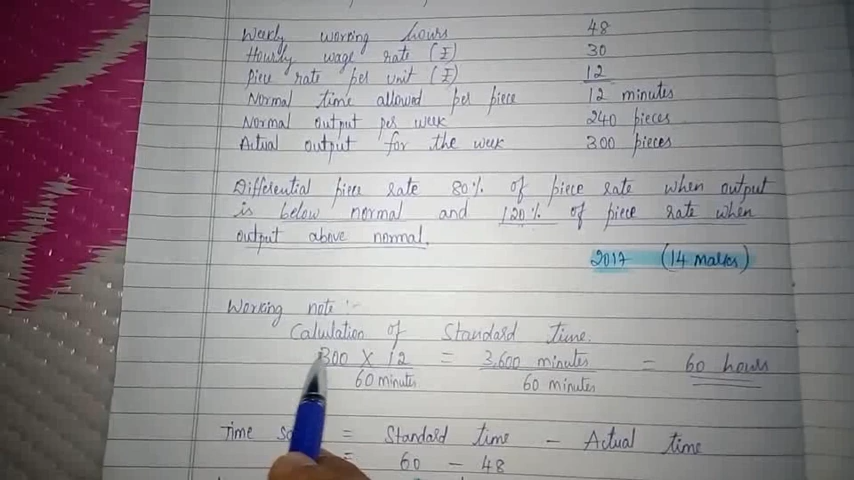 Weekly working hours 48
Hourly wage rate (₹) 30
piece rate per unit (₹) 12
Normal time allowed per piece 12 minutes
Normal output per week 240 pieces
Actual output for the week 300 pieces
Differential piece rate 80% of piece rate when output
is below normal and 120% of piece rate when
output above normal.
2017 (14 marks)
Working note :-
Calculation of Standard Time.
300 X 12 = 3,600 minutes = 60 hours
60 minutes 60 minutes
Time = Standard time - Actual time
= 60 - 48